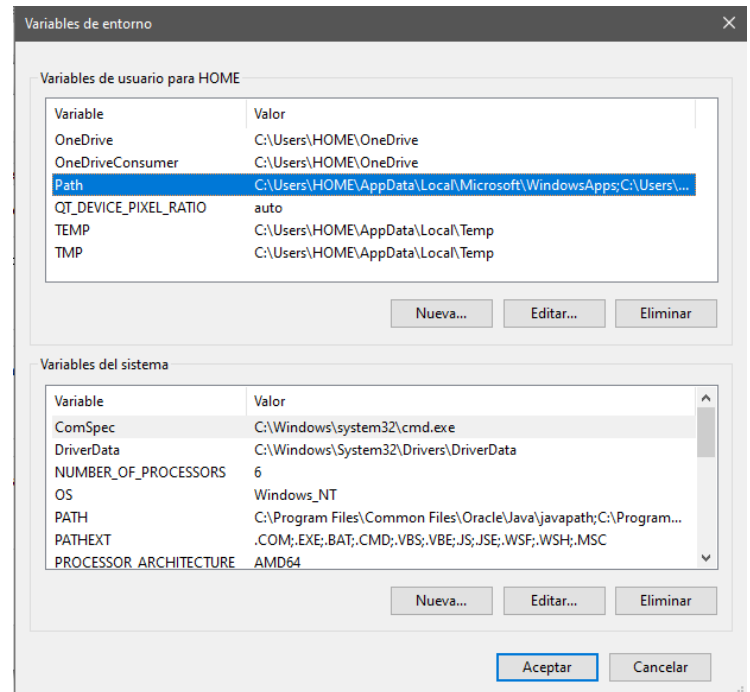 Variables de entorno
Variables de usuario para HOME
Variable Valor
OneDrive C:\Users\HOME\OneDrive
OneDriveConsumer C:\Users\HOME\OneDrive
Path C:\Users\HOME\AppData\Local\Microsoft\WindowsApps;C:\Users\...
QT_DEVICE_PIXEL_RATIO auto
TEMP C:\Users\HOME\AppData\Local\Temp
TMP C:\Users\HOME\AppData\Local\Temp
Nueva... Editar... Eliminar
Variables del sistema
Variable Valor
ComSpec C:\Windows\system32\cmd.exe
DriverData C:\Windows\System32\Drivers\DriverData
NUMBER_OF_PROCESSORS 6
OS Windows_NT
PATH C:\Program Files\Common Files\Oracle\Java\javapath;C:\Program...
PATHEXT .COM;.EXE;.BAT;.CMD;.VBS;.VBE;.JS;.JSE;.WSF;.WSH;.MSC
PROCESSOR_ARCHITECTURE AMD64
Nueva... Editar... Eliminar
Aceptar Cancelar